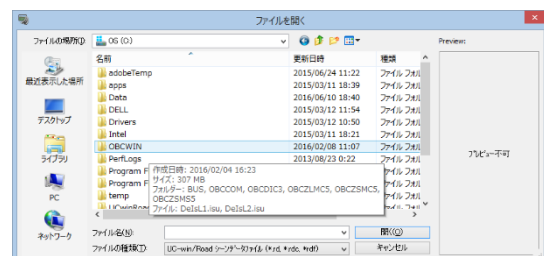 ファイルを開く
ファイルの場所(I):
OS (C:)
Preview:
名前
更新日時
種類
adobeTemp
2015/06/24 11:22
ファイル フォル
apps
2015/03/11 18:39
ファイル フォル
Data
2016/06/10 18:40
ファイル フォル
DELL
2015/03/12 11:54
ファイル フォル
Drivers
2015/03/12 10:50
ファイル フォル
Intel
2015/03/11 18:21
ファイル フォル
OBCWIN
2016/02/08 11:07
ファイル フォル
PerfLogs
2013/08/23 0:22
ファイル フォル
Program F
Program F
temp
UCwinRoad
作成日時: 2016/02/04 16:23
サイズ: 307 MB
フォルダー: BUS, OBCCOM, OBCDIC3, OBCZLMC5, OBCZSMC5,
OBCZSMS5
ファイル: DeIsL1.isu, DeIsL2.isu
最近表示した場所
デスクトップ
ライブラリ
PC
ネットワーク
プレビュー不可
ファイル名(N):
開く(O)
ファイルの種類(T):
UC-win/Road シーンデータファイル (*.rd, *.rdc, *.rdf)
キャンセル